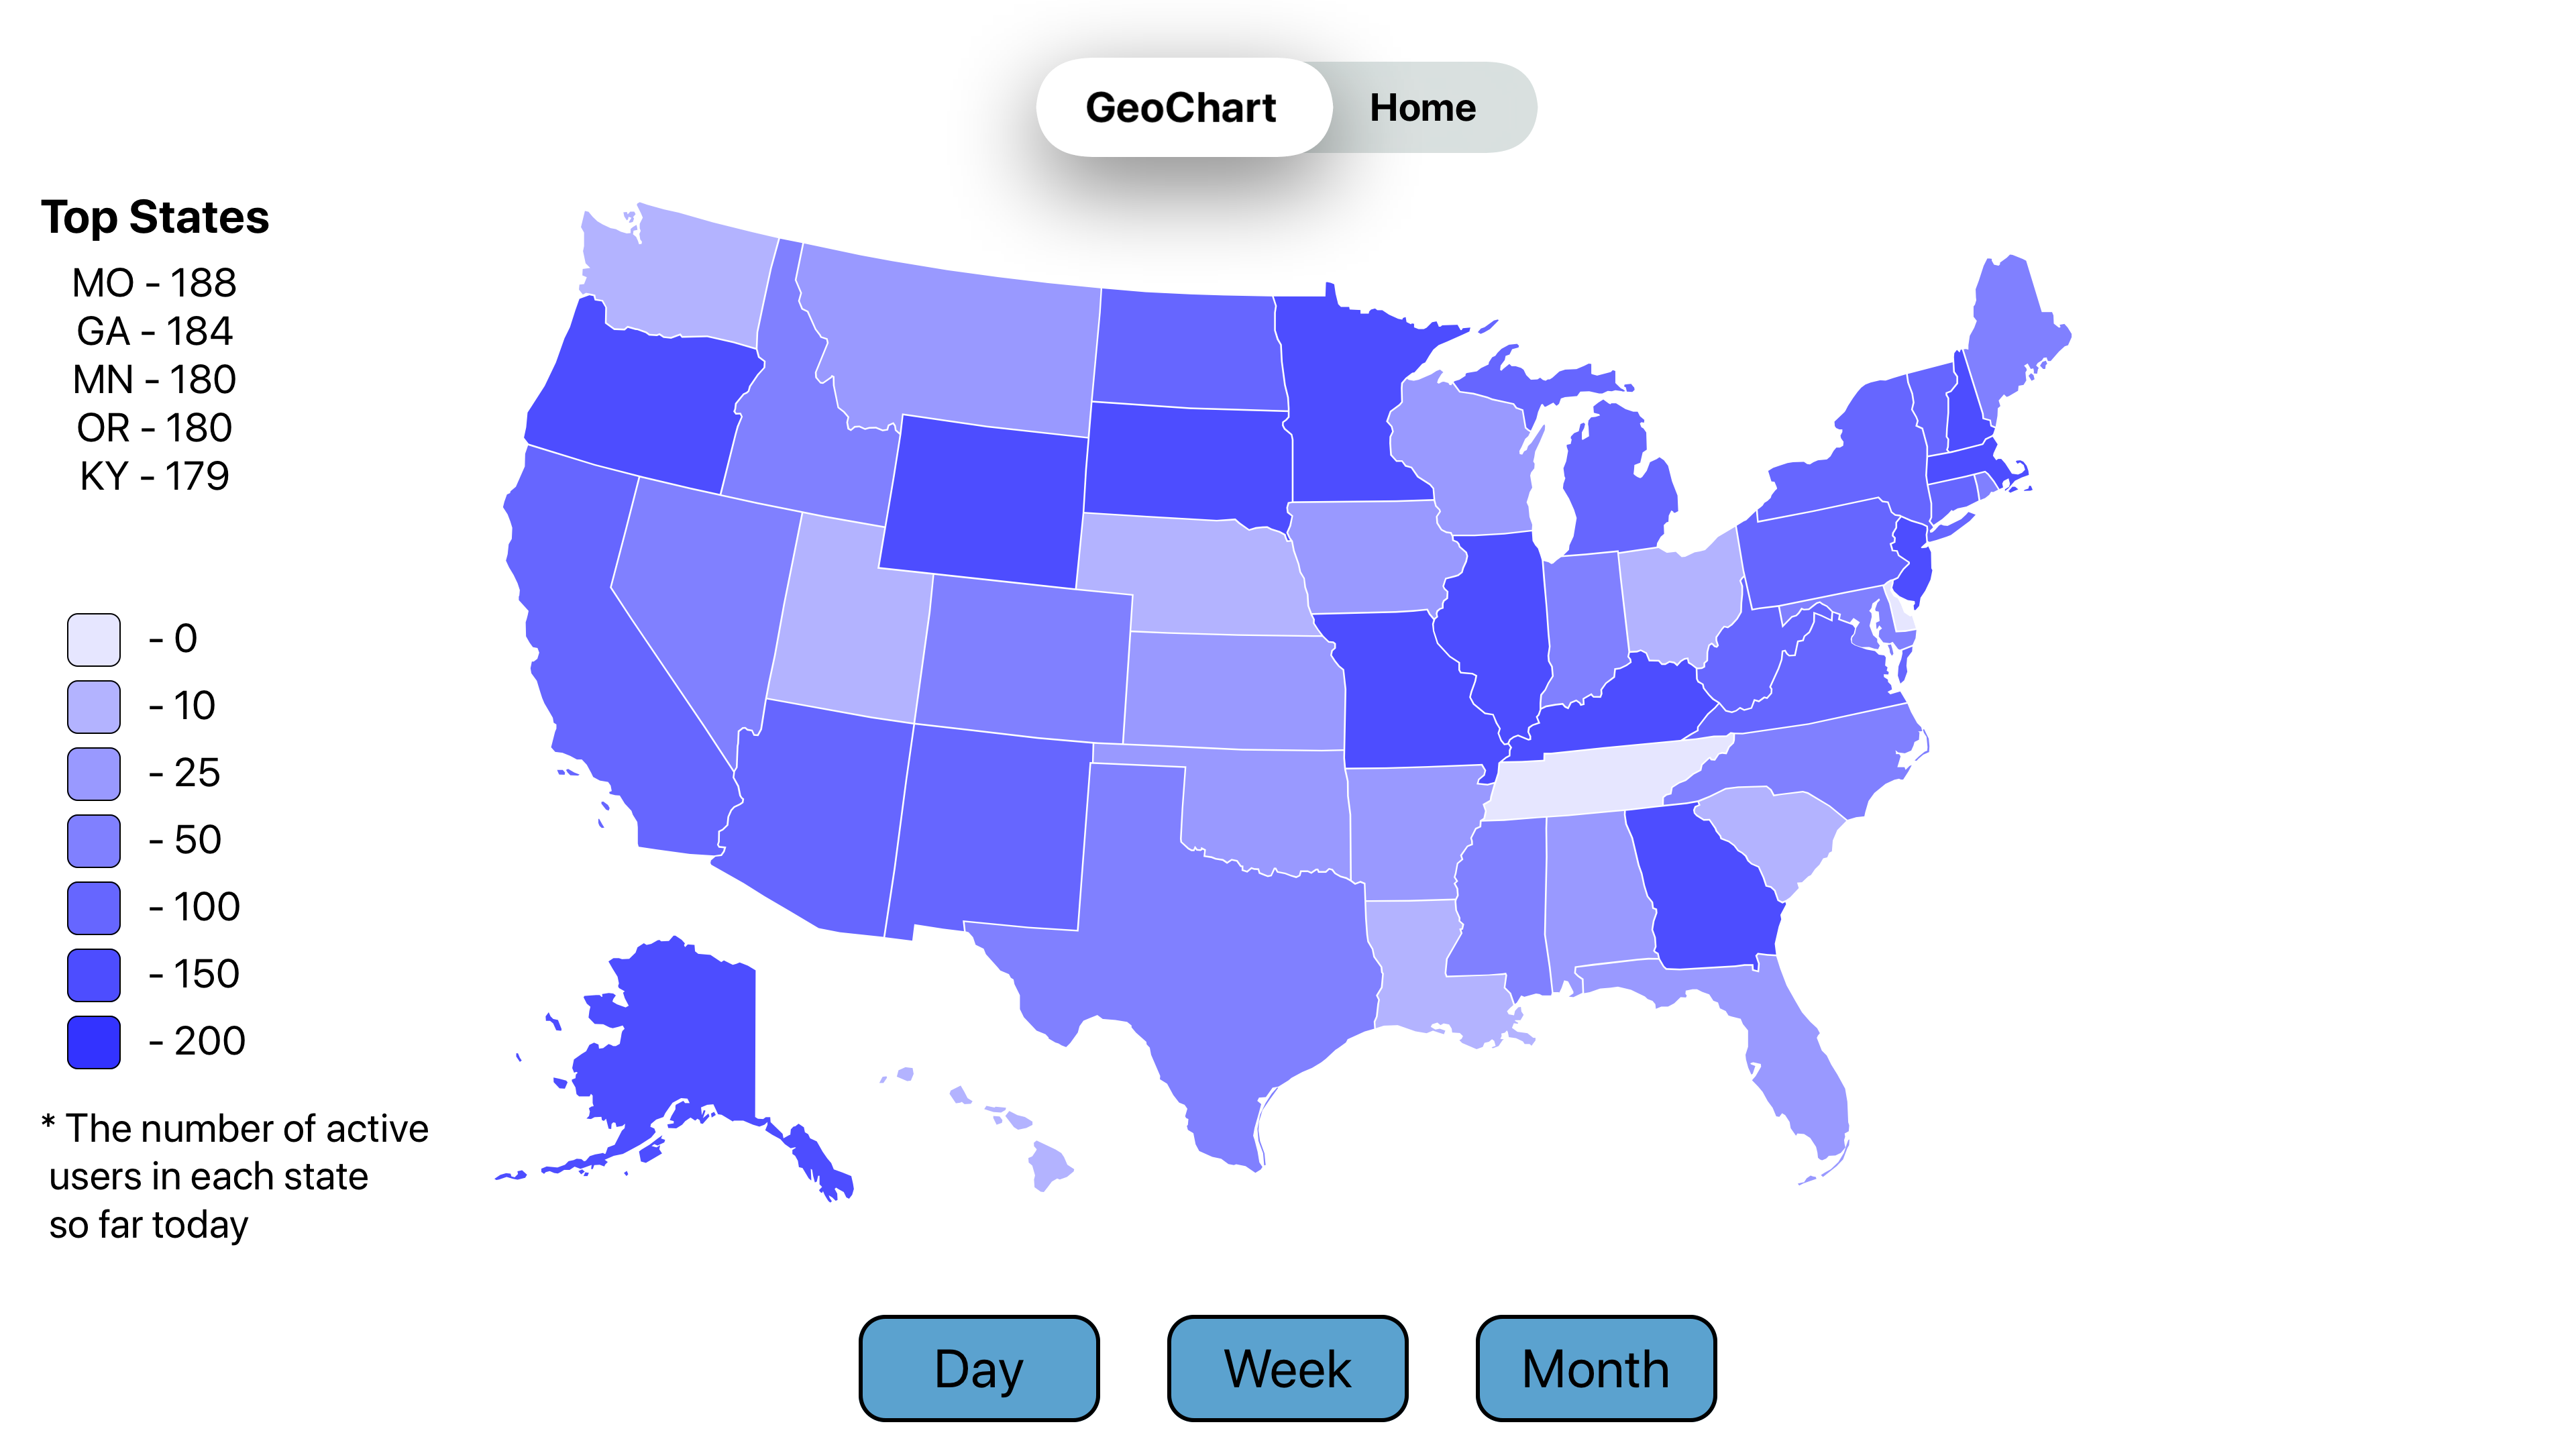 GeoChart
Home
Top States
MO - 188
GA - 184
MN - 180
OR - 180
KY - 179
- 0
- 10
- 25
- 50
- 100
- 150
- 200
* The number of active
users in each state
so far today
Day
Week
Month